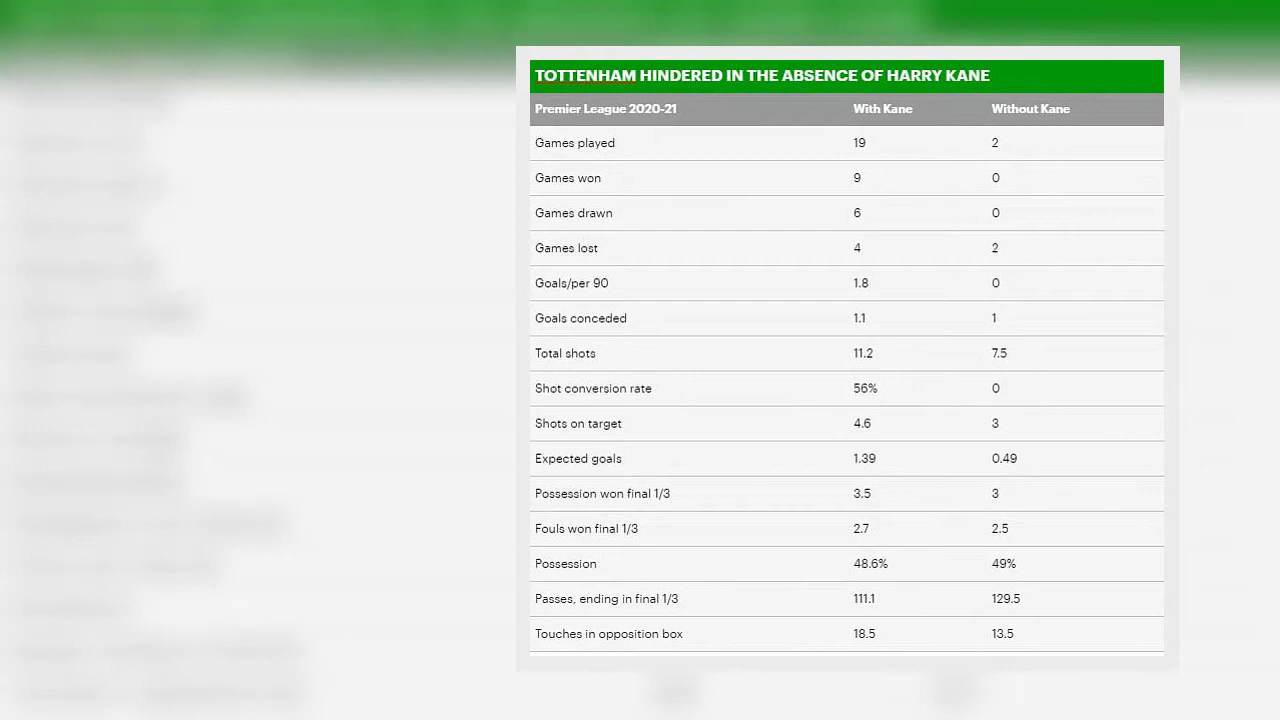 TOTTENHAM HINDERED IN THE ABSENCE OF HARRY KANE
Premier League 2020-21 With Kane Without Kane
Games played 19 2
Games won 9 0
Games drawn 6 0
Games lost 4 2
Goals/per 90 1.8 0
Goals conceded 1.1 1
Total shots 11.2 7.5
Shot conversion rate 56% 0
Shots on target 4.6 3
Expected goals 1.39 0.49
Possession won final 1/3 3.5 3
Fouls won final 1/3 2.7 2.5
Possession 48.6% 49%
Passes, ending in final 1/3 111.1 129.5
Touches in opposition box 18.5 13.5